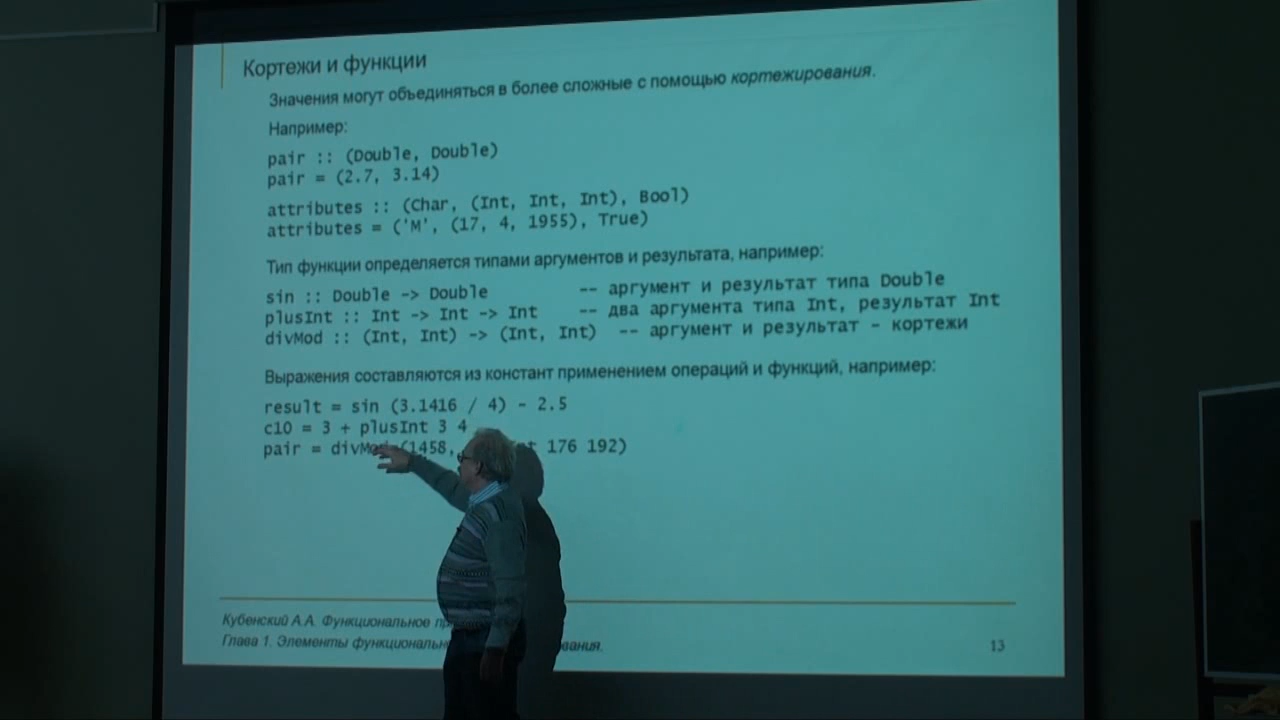 Кортежи и функции
Значения могут объединяться в более сложные с помощью кортежирования.
Например:
pair :: (Double, Double)
pair = (2.7, 3.14)
attributes :: (Char, (Int, Int, Int), Bool)
attributes = ('M', (17, 4, 1955), True)
Тип функции определяется типами аргументов и результата, например:
sin :: Double -> Double -- аргумент и результат типа Double
plusInt :: Int -> Int -> Int -- два аргумента типа Int, результат Int
divMod :: (Int, Int) -> (Int, Int) -- аргумент и результат – кортежи
Выражения составляются из констант применением операций и функций, например:
result = sin (3.1416 / 4) - 2.5
c10 = 3 + plusInt 3 4
pair = divMod (1458, 176 192)
Кубенский А.А. Функциональное
Глава 1. Элементы
13